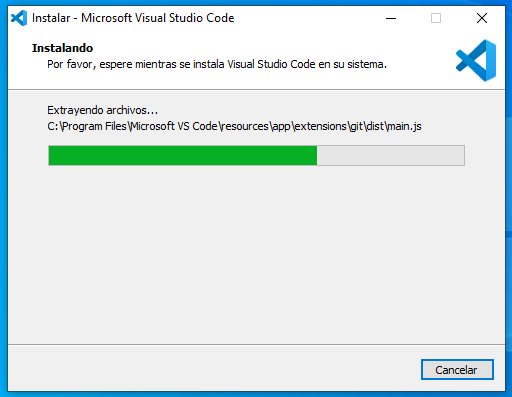 Instalar - Microsoft Visual Studio Code
Instalando
Por favor, espere mientras se instala Visual Studio Code en su sistema.
Extrayendo archivos...
C:\Program Files\Microsoft VS Code\resources\app\extensions\git\dist\main.js
Cancelar